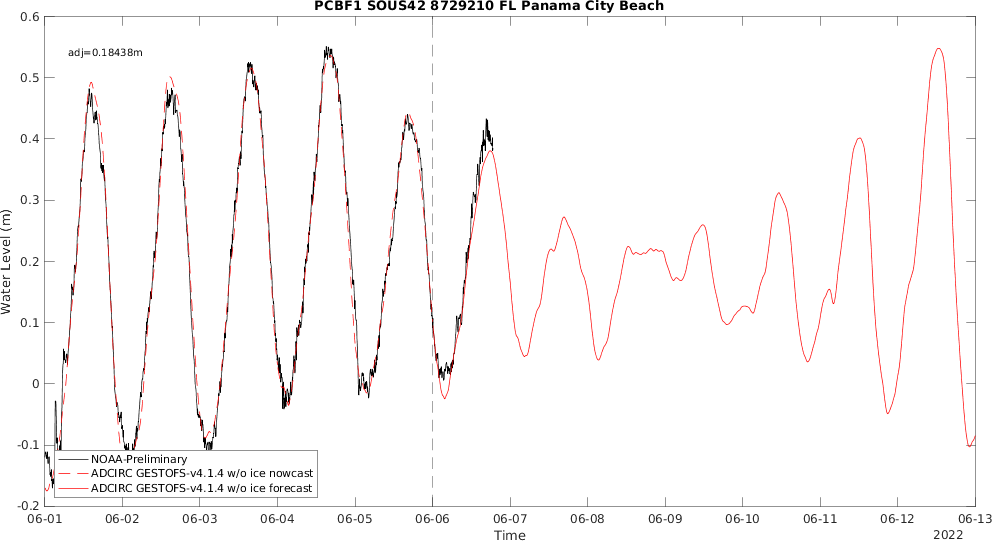 PCBF1 SOUS42 8729210 FL Panama City Beach
adj=0.18438m
0.6
0.5
0.4
0.3
0.2
0.1
0
-0.1
-0.2
Water Level (m)
NOAA-Preliminary
ADCIRC GESTOFS-v4.1.4 w/o ice nowcast
ADCIRC GESTOFS-v4.1.4 w/o ice forecast
06-01 06-02 06-03 06-04 06-05 06-06 06-07 06-08 06-09 06-10 06-11 06-12 06-13
Time
2022